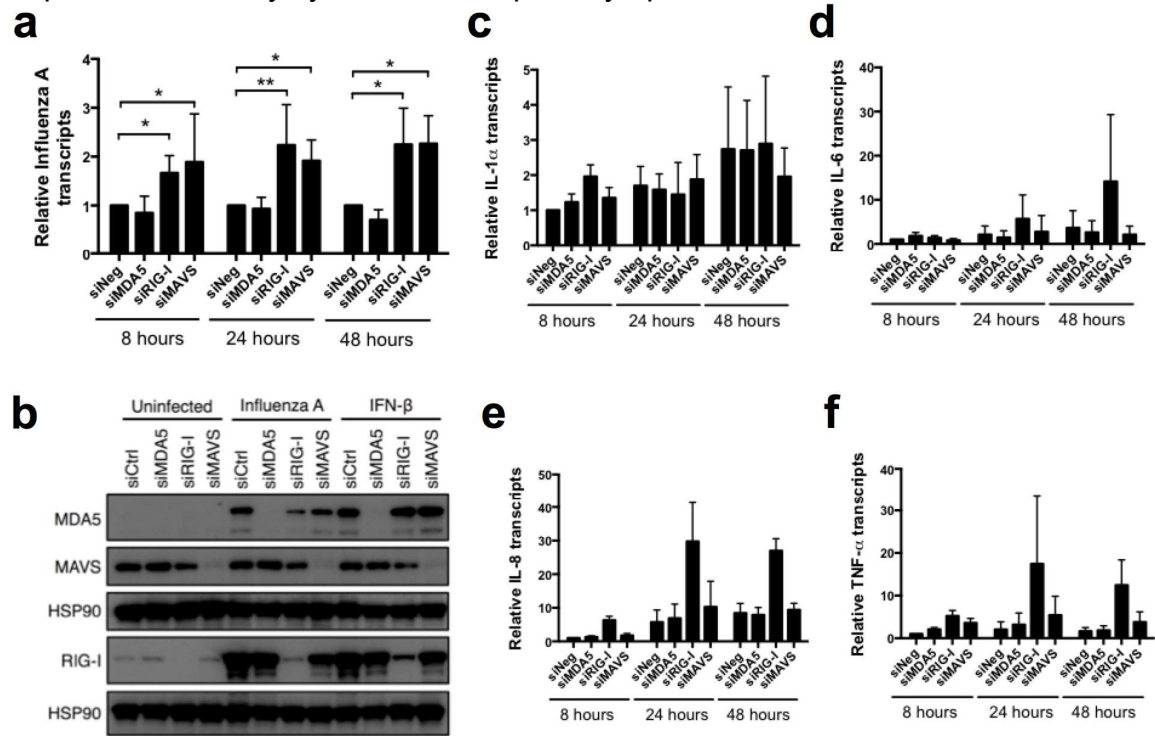 a
Relative Influenza A
transcripts
4
3
2
1
0
*
*
*
**
*
*
siNeg
siMDA5
siRIG-I
siMAVS
siNeg
siMDA5
siRIG-I
siMAVS
siNeg
siMDA5
siRIG-I
siMAVS
8 hours
24 hours
48 hours
c
Relative IL-1α transcripts
5
4
3
2
1
0
siNeg
siMDA5
siRIG-I
siMAVS
siNeg
siMDA5
siRIG-I
siMAVS
siNeg
siMDA5
siRIG-I
siMAVS
8 hours
24 hours
48 hours
d
Relative IL-6 transcripts
40
30
20
10
0
siNeg
siMDA5
siRIG-I
siMAVS
siNeg
siMDA5
siRIG-I
siMAVS
siNeg
siMDA5
siRIG-I
siMAVS
8 hours
24 hours
48 hours
b
Uninfected
Influenza A
IFN-β
siCtrl
siMDA5
siRIG-I
siMAVS
siCtrl
siMDA5
siRIG-I
siMAVS
siCtrl
siMDA5
siRIG-I
siMAVS
MDA5
MAVS
HSP90
RIG-I
HSP90
e
Relative IL-8 transcripts
50
40
30
20
10
0
siNeg
siMDA5
siRIG-I
siMAVS
siNeg
siMDA5
siRIG-I
siMAVS
siNeg
siMDA5
siRIG-I
siMAVS
8 hours
24 hours
48 hours
f
Relative TNF-α transcripts
40
30
20
10
0
siNeg
siMDA5
siRIG-I
siMAVS
siNeg
siMDA5
siRIG-I
siMAVS
siNeg
siMDA5
siRIG-I
siMAVS
8 hours
24 hours
48 hours